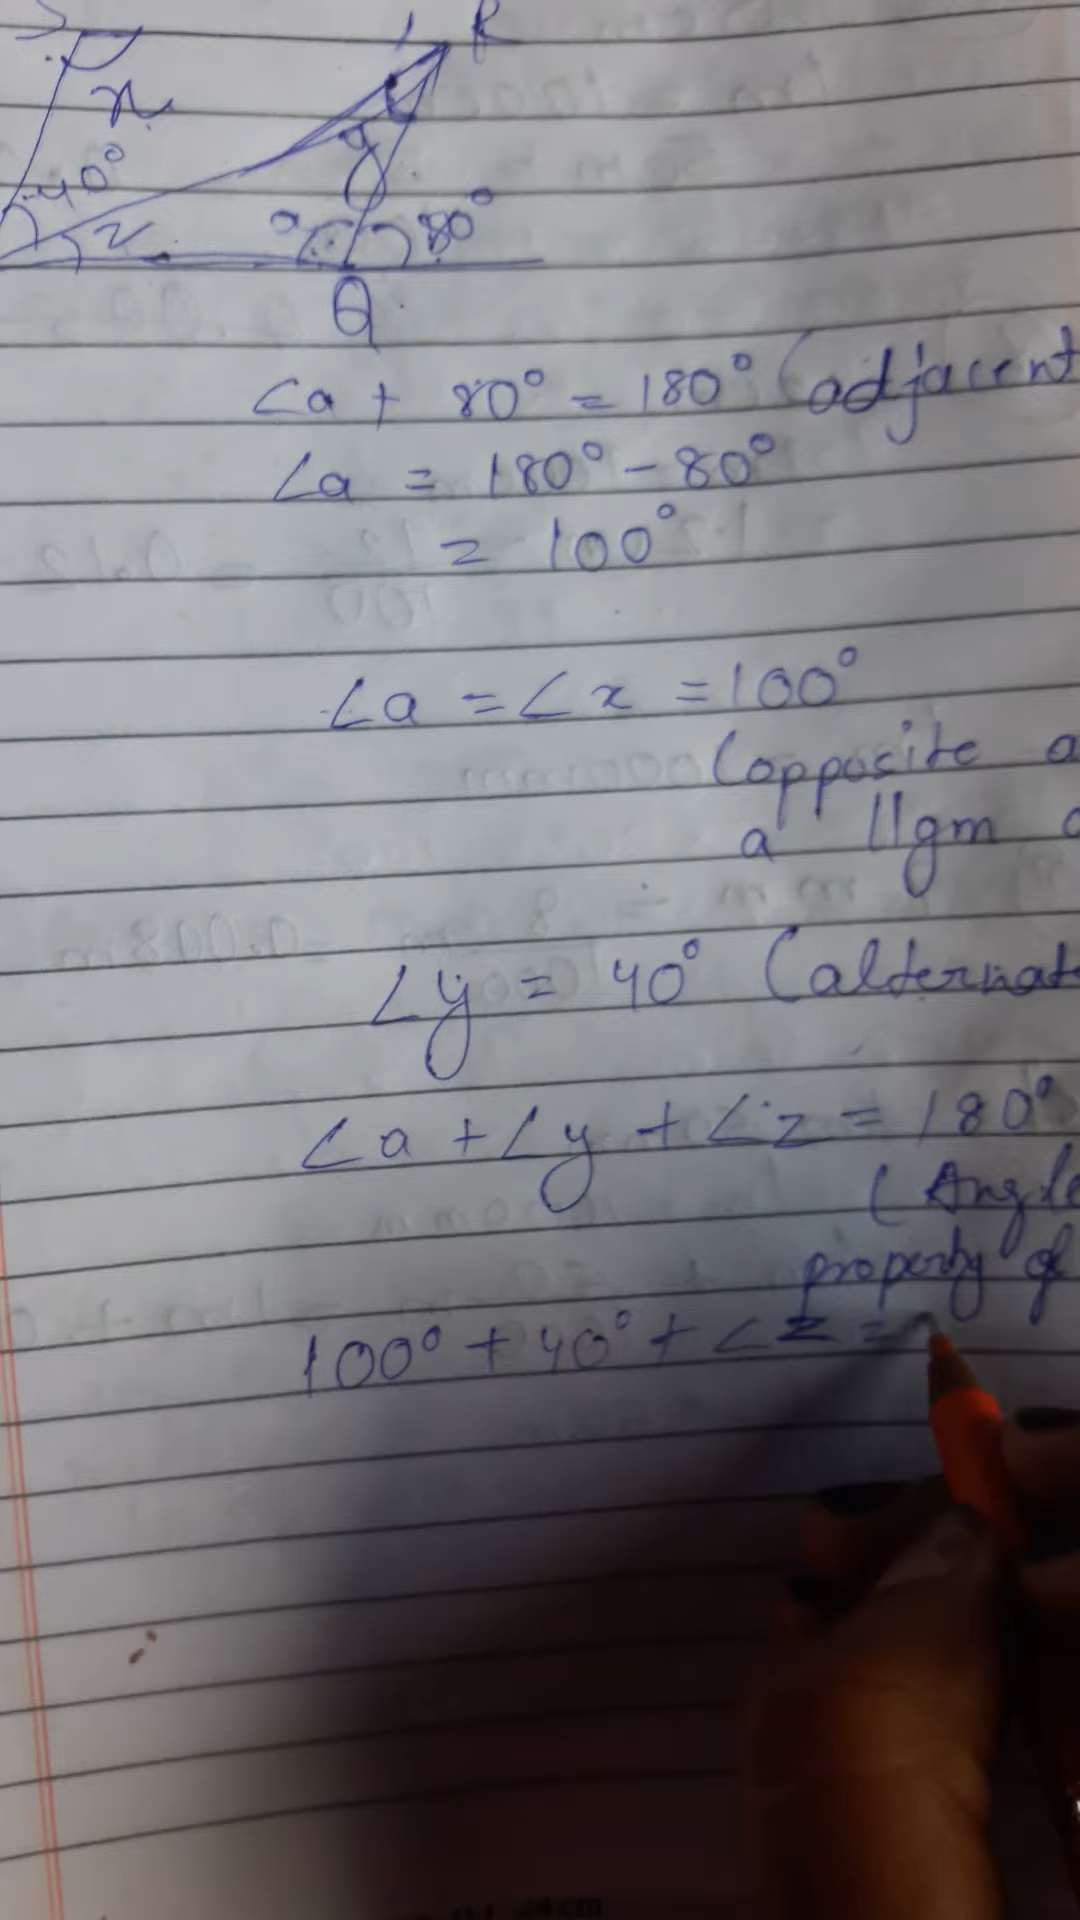 R
x
40°
y
z
a
80°
Q
∠a + 80° = 180° (adjacent
∠a = 180° - 80°
= 100°
∠a = ∠x = 100°
(opposite a
a ||gm
∠y = 40° (alternat
∠a + ∠y + ∠z = 180°
(Angle
property of
100° + 40° + ∠z =